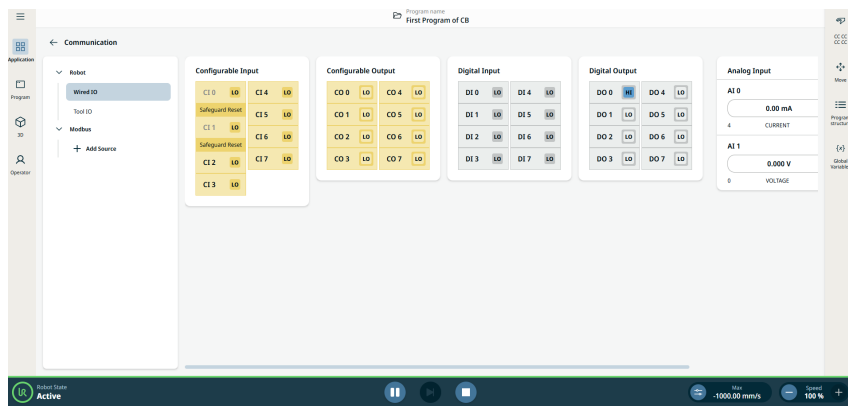 Program name
First Program of CB
Communication
Application
Program
3D
Operator
Robot
Wired IO
Tool IO
Modbus
Add Source
Configurable Input
CI 0 LO CI 4 LO
Safeguard Reset
CI 5 LO
CI 1 LO
CI 6 LO
Safeguard Reset
CI 2 LO CI 7 LO
CI 3 LO
Configurable Output
CO 0 LO CO 4 LO
CO 1 LO CO 5 LO
CO 2 LO CO 6 LO
CO 3 LO CO 7 LO
Digital Input
DI 0 LO DI 4 LO
DI 1 LO DI 5 LO
DI 2 LO DI 6 LO
DI 3 LO DI 7 LO
Digital Output
DO 0 HI DO 4 LO
DO 1 LO DO 5 LO
DO 2 LO DO 6 LO
DO 3 LO DO 7 LO
Analog Input
AI 0
0.00 mA
4 CURRENT
AI 1
0.000 V
0 VOLTAGE
CC CC
CC CC
Move
Program
structur
{x}
Global
Variable
UR
Robot State
Active
Max
-1000.00 mm/s
Speed
100 %